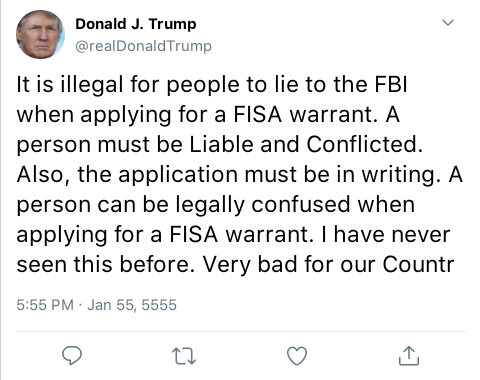 Donald J. Trump
@realDonaldTrump
It is illegal for people to lie to the FBI
when applying for a FISA warrant. A
person must be Liable and Conflicted.
Also, the application must be in writing. A
person can be legally confused when
applying for a FISA warrant. I have never
seen this before. Very bad for our Countr
5:55 PM · Jan 55, 5555